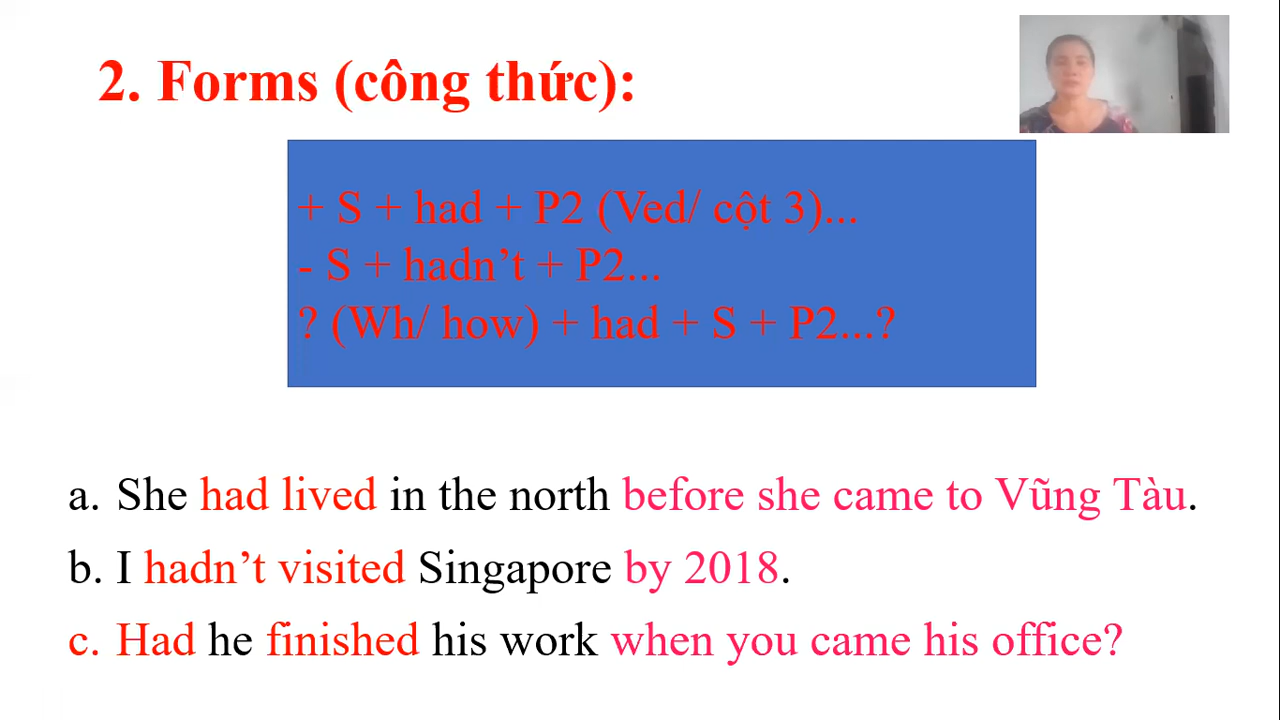 2. Forms (công thức):
+ S + had + P2 (Ved/ cột 3)...
- S + hadn’t + P2...
? (Wh/ how) + had + S + P2...?
a. She had lived in the north before she came to Vũng Tàu.
b. I hadn’t visited Singapore by 2018.
c. Had he finished his work when you came his office?